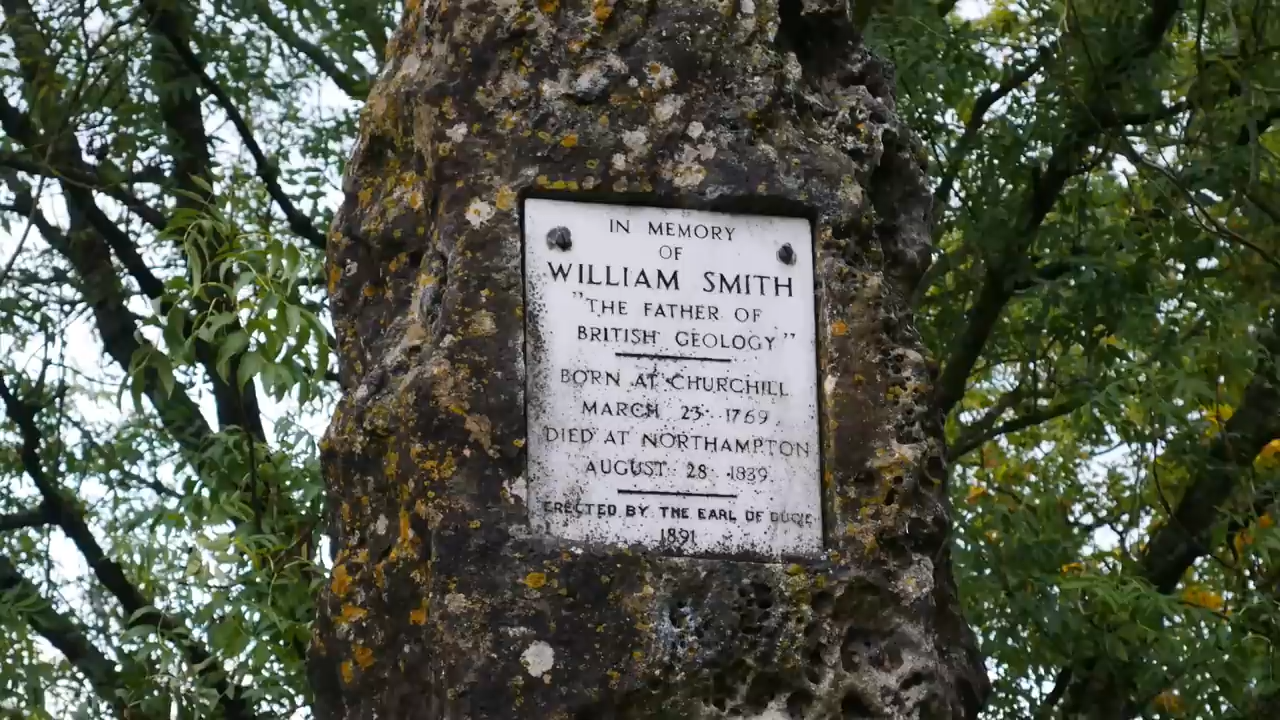 IN MEMORY
OF
WILLIAM SMITH
"THE FATHER OF
BRITISH GEOLOGY"
BORN AT CHURCHILL
MARCH 23 · 1769
DIED AT NORTHAMPTON
AUGUST 28 1839
ERECTED BY THE EARL OF DUCIE
1891